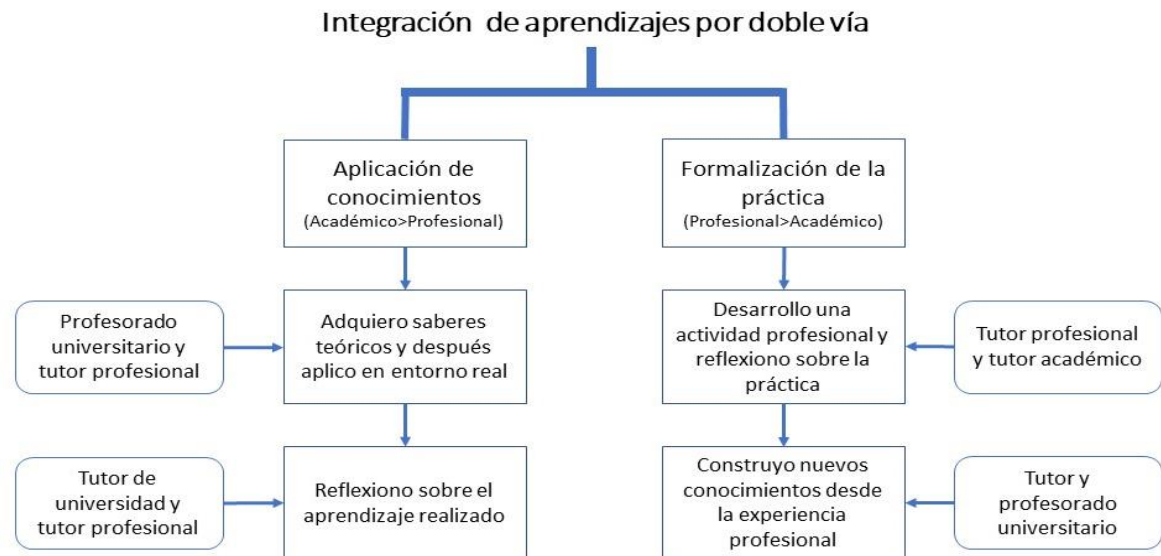 Integración de aprendizajes por doble vía
Aplicación de
conocimientos
(Académico>Profesional)
Formalización de la
práctica
(Profesional>Académico)
Profesorado
universitario y
tutor profesional
Adquiero saberes
teóricos y después
aplico en entorno real
Desarrollo una
actividad profesional y
reflexiono sobre la
práctica
Tutor profesional
y tutor académico
Tutor de
universidad y
tutor profesional
Reflexiono sobre el
aprendizaje realizado
Construyo nuevos
conocimientos desde
la experiencia
profesional
Tutor y
profesorado
universitario